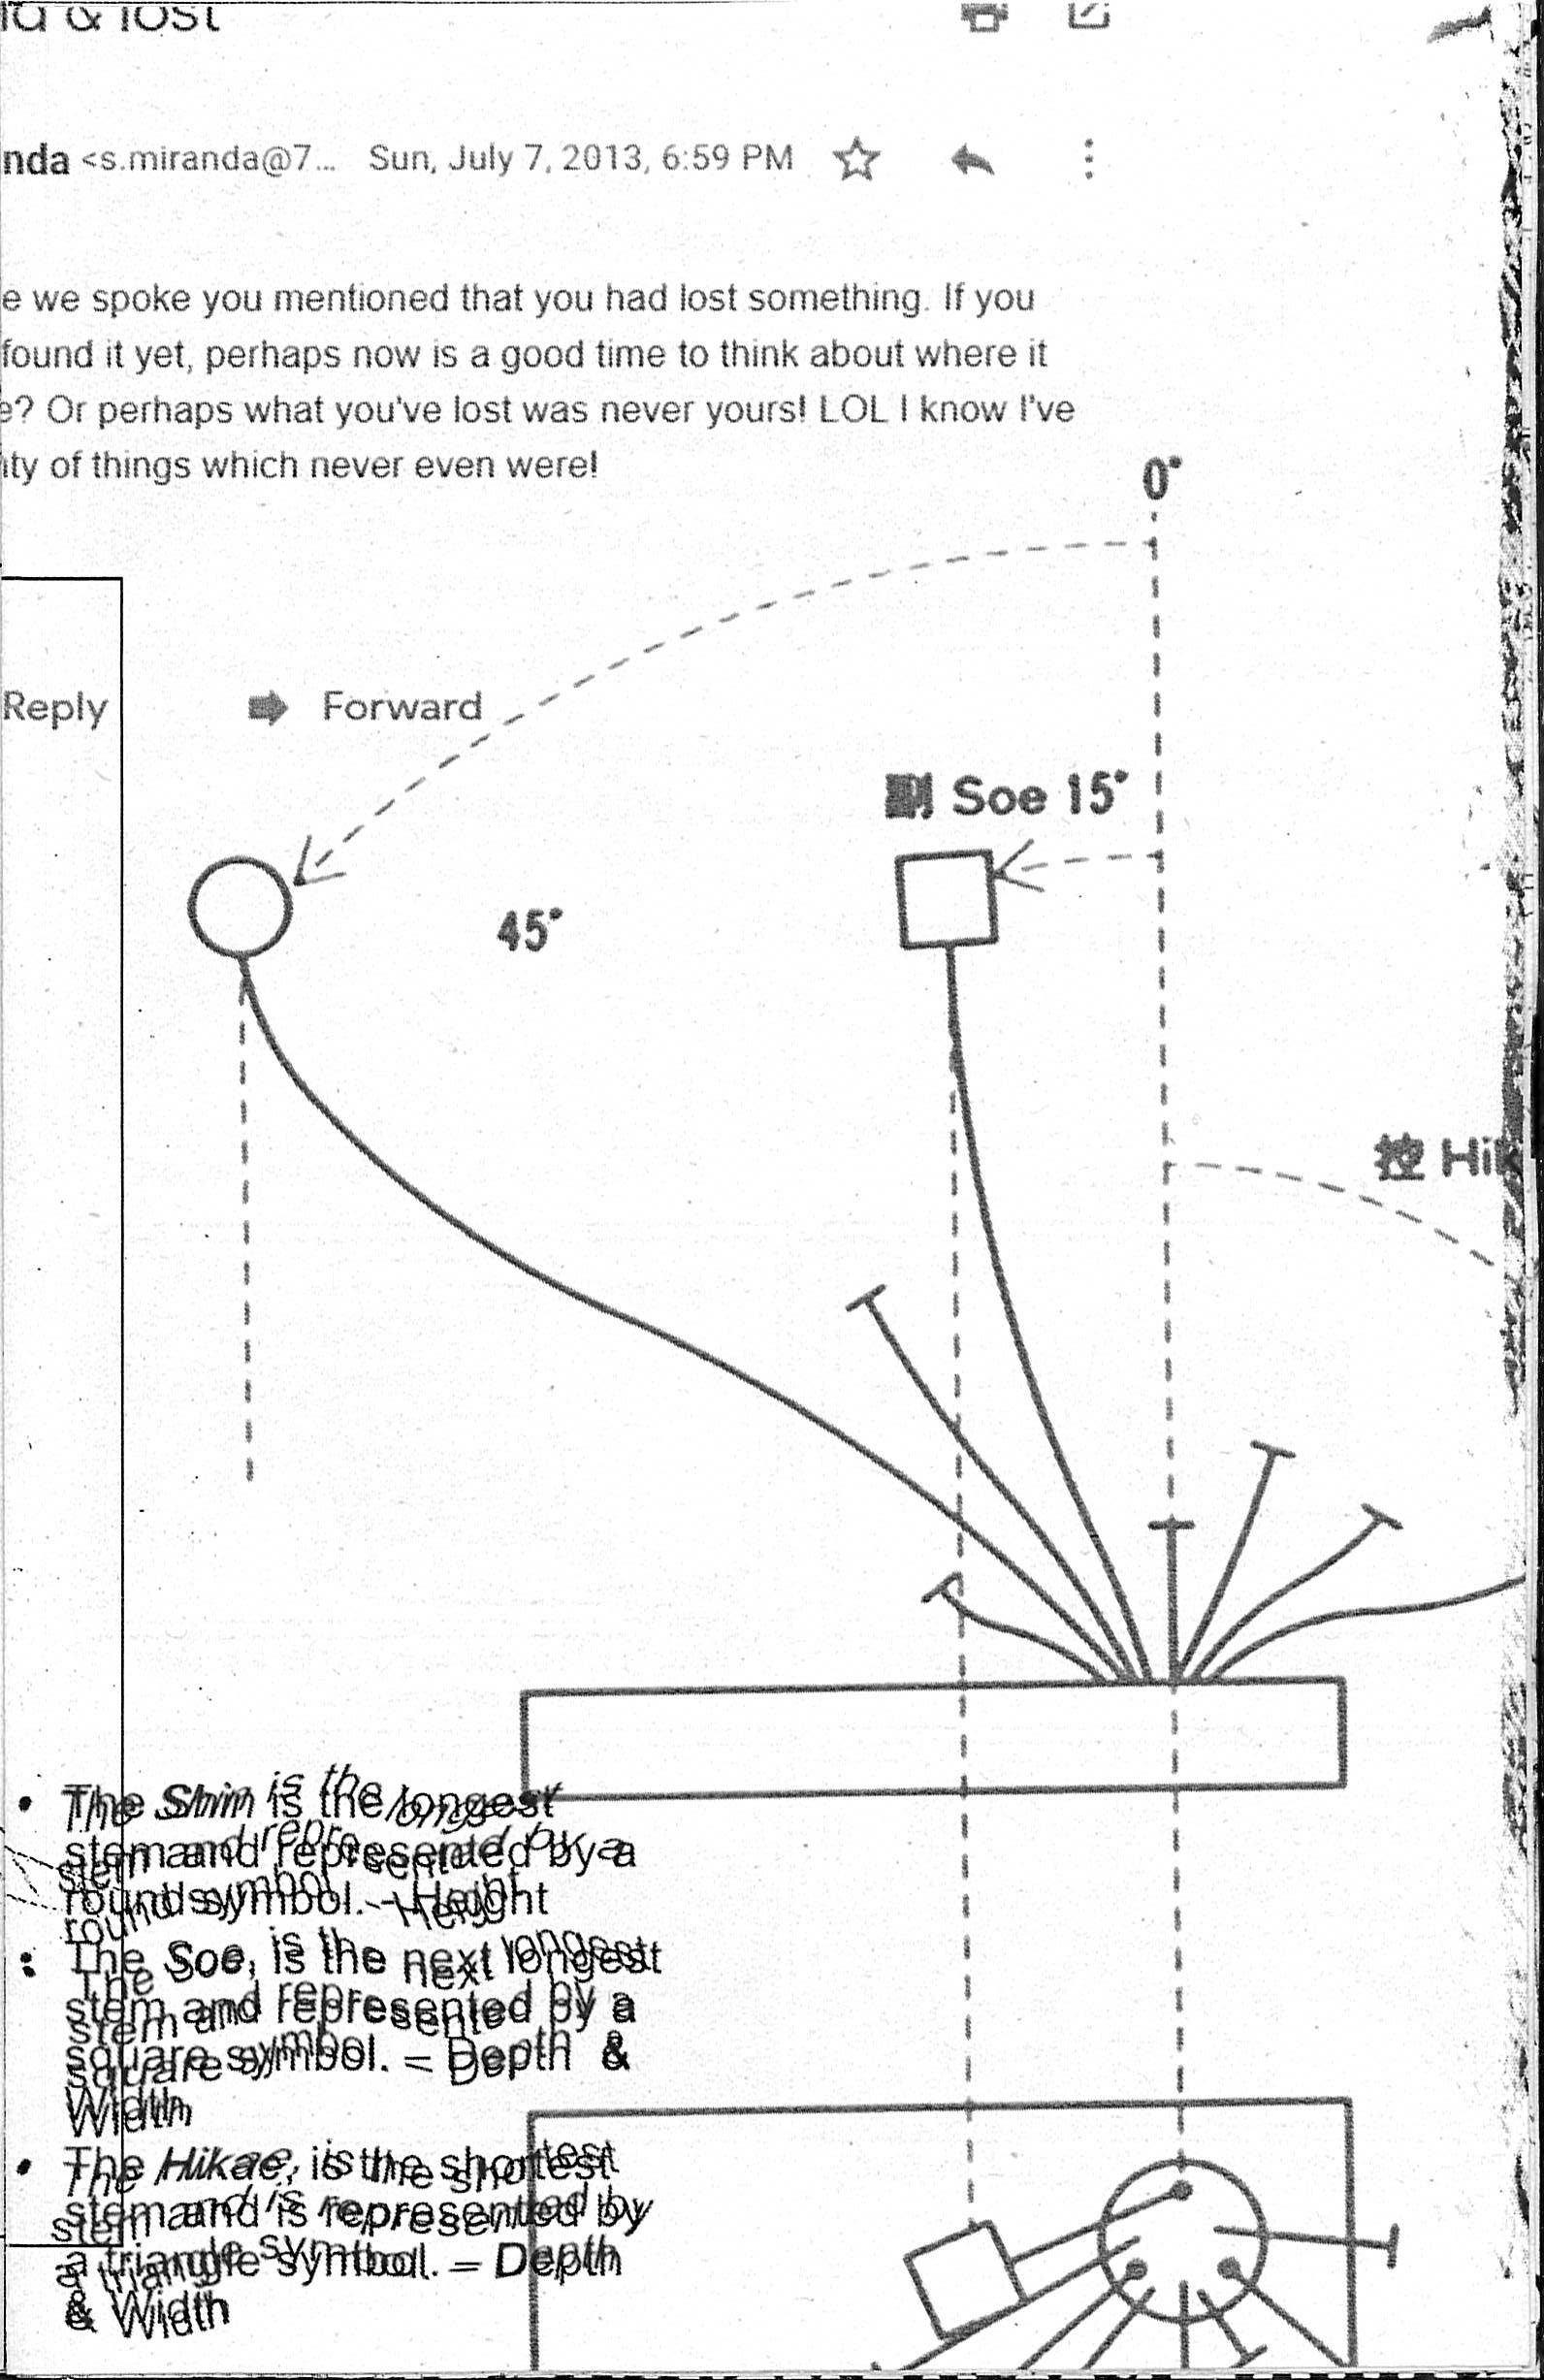 & lost
nda <s.miranda@7... Sun, July 7, 2013, 6:59 PM
e we spoke you mentioned that you had lost something. If you
found it yet, perhaps now is a good time to think about where it
e? Or perhaps what you've lost was never yours! LOL I know I've
ty of things which never even were!
0°
Reply Forward
副 Soe 15°
45°
控 Hik
• The Shin is the longest
stem and represented by a
round symbol. - Height
• The Soe, is the next longest
stem and represented by a
square symbol. = Depth &
Width
• The Hikae, is the shortest
stem and is represented by
a triangle symbol. = Depth
& Width